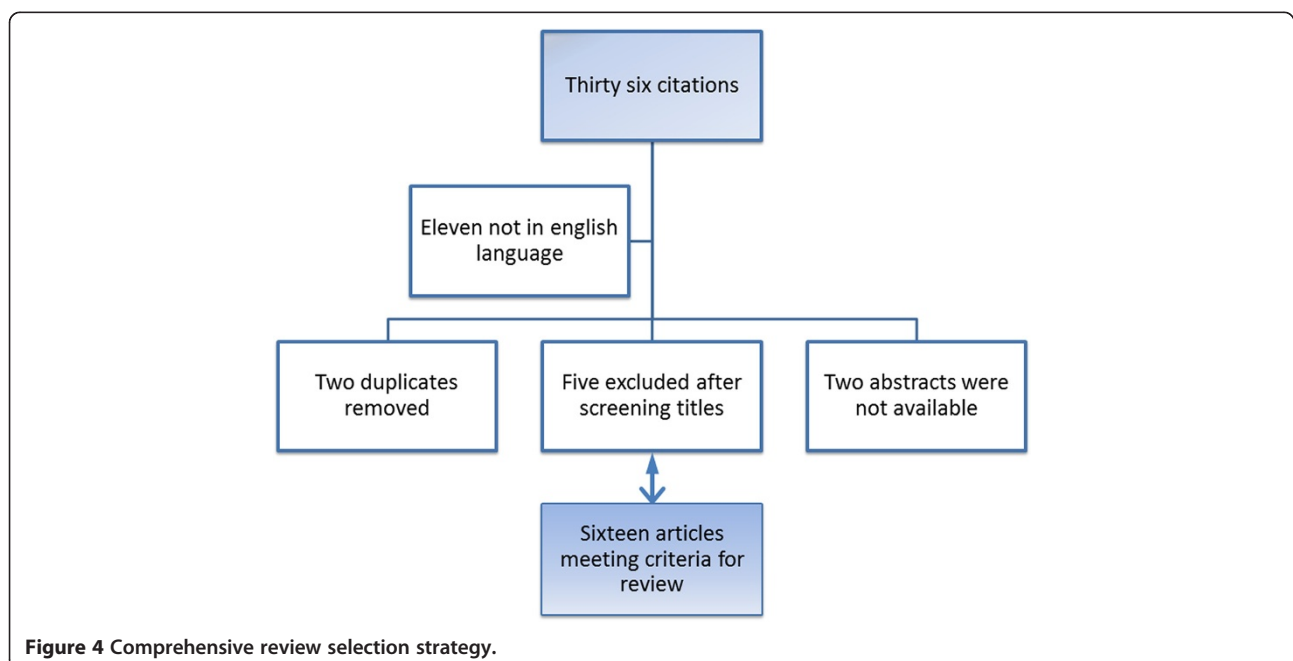 Thirty six citations
Eleven not in english
language
Two duplicates
removed
Five excluded after
screening titles
Two abstracts were
not available
Sixteen articles
meeting criteria for
review
Figure 4 Comprehensive review selection strategy.